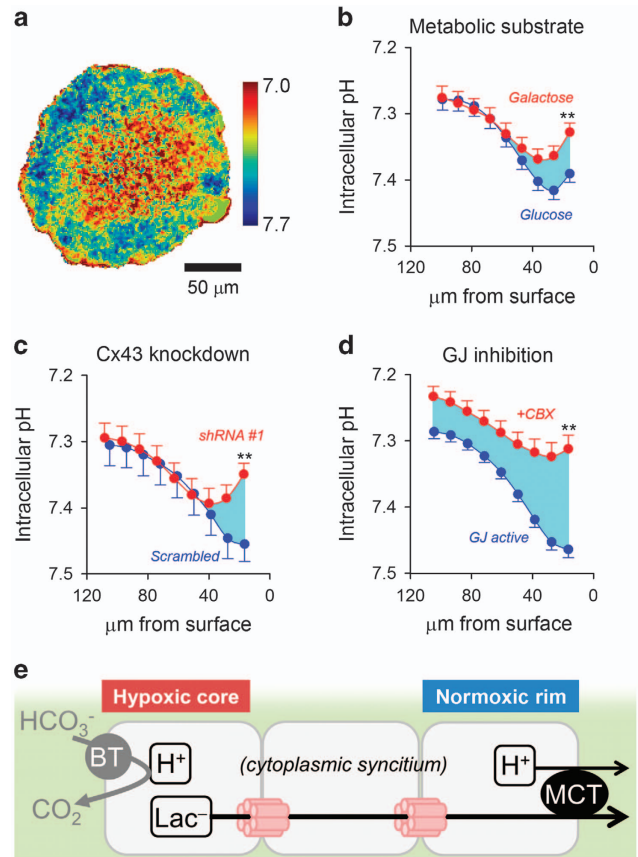 a
7.0
7.7
50 μm
b
Metabolic substrate
Intracellular pH
7.2
7.3
7.4
7.5
Galactose
**
Glucose
120 80 40 0
μm from surface
c
Cx43 knockdown
Intracellular pH
7.2
7.3
7.4
7.5
shRNA #1
**
Scrambled
120 80 40 0
μm from surface
d
GJ inhibition
Intracellular pH
7.2
7.3
7.4
7.5
+CBX
**
GJ active
120 80 40 0
μm from surface
e
Hypoxic core
Normoxic rim
HCO3-
BT
H+
(cytoplasmic syncitium)
H+
CO2
Lac–
MCT